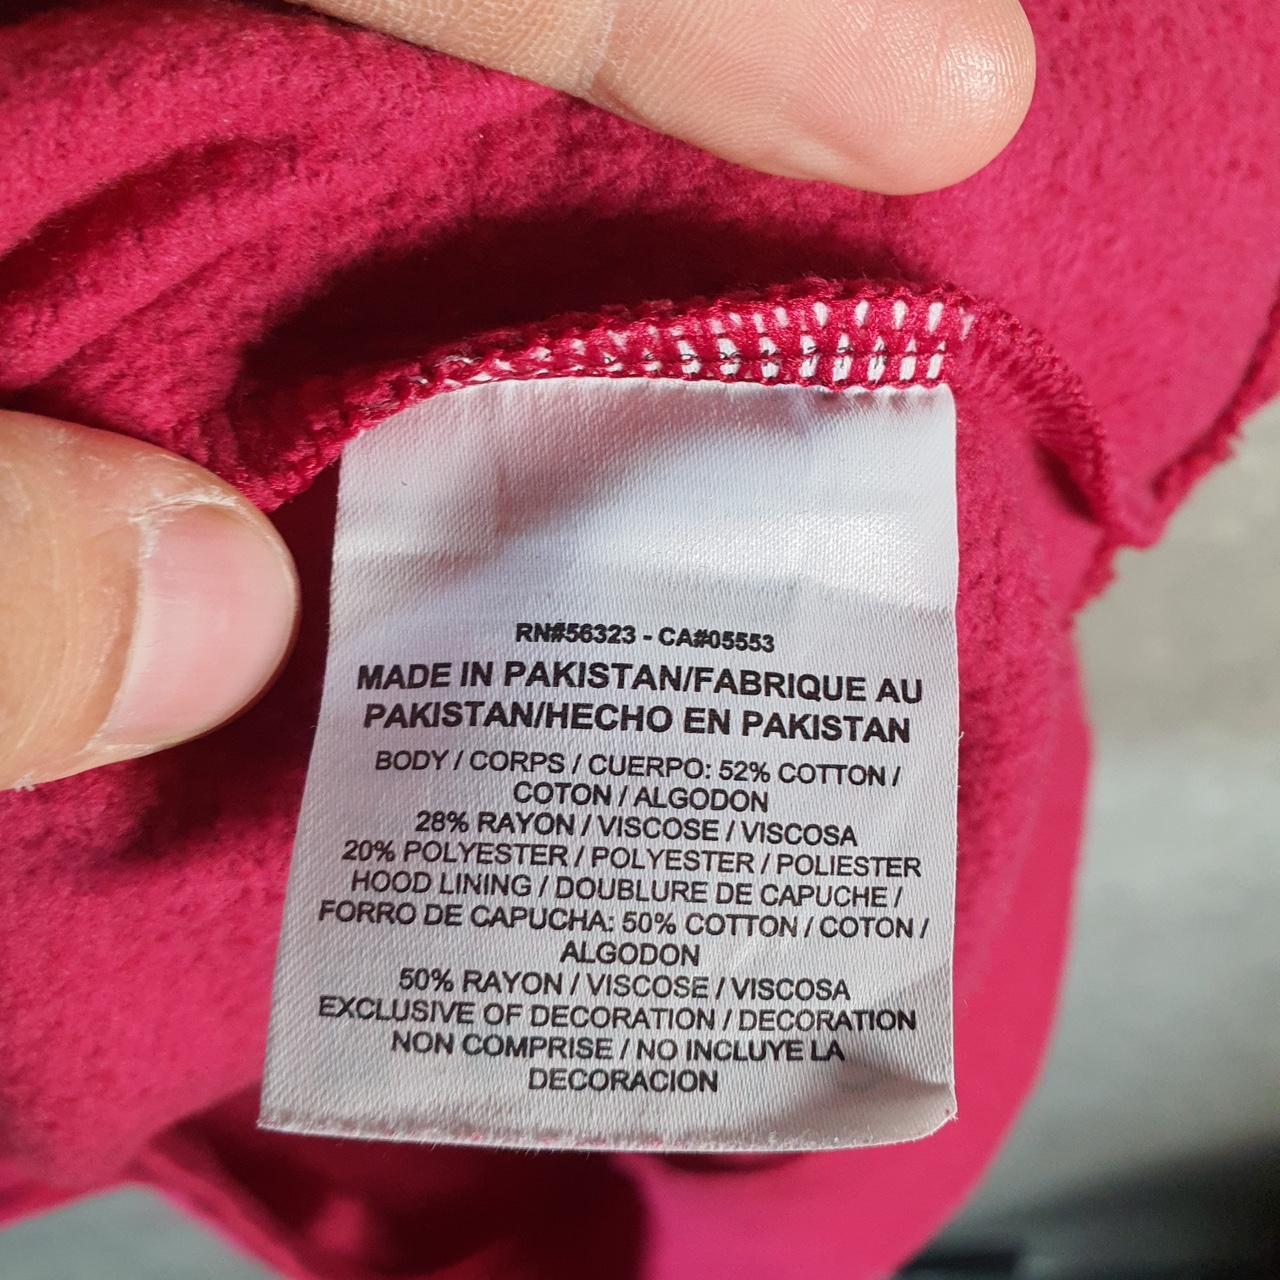 RN#56323 - CA#05553
MADE IN PAKISTAN/FABRIQUE AU
PAKISTAN/HECHO EN PAKISTAN
BODY / CORPS / CUERPO: 52% COTTON /
COTON / ALGODON
28% RAYON / VISCOSE / VISCOSA
20% POLYESTER / POLYESTER / POLIESTER
HOOD LINING / DOUBLURE DE CAPUCHE /
FORRO DE CAPUCHA: 50% COTTON / COTON /
ALGODON
50% RAYON / VISCOSE / VISCOSA
EXCLUSIVE OF DECORATION / DECORATION
NON COMPRISE / NO INCLUYE LA
DECORACION